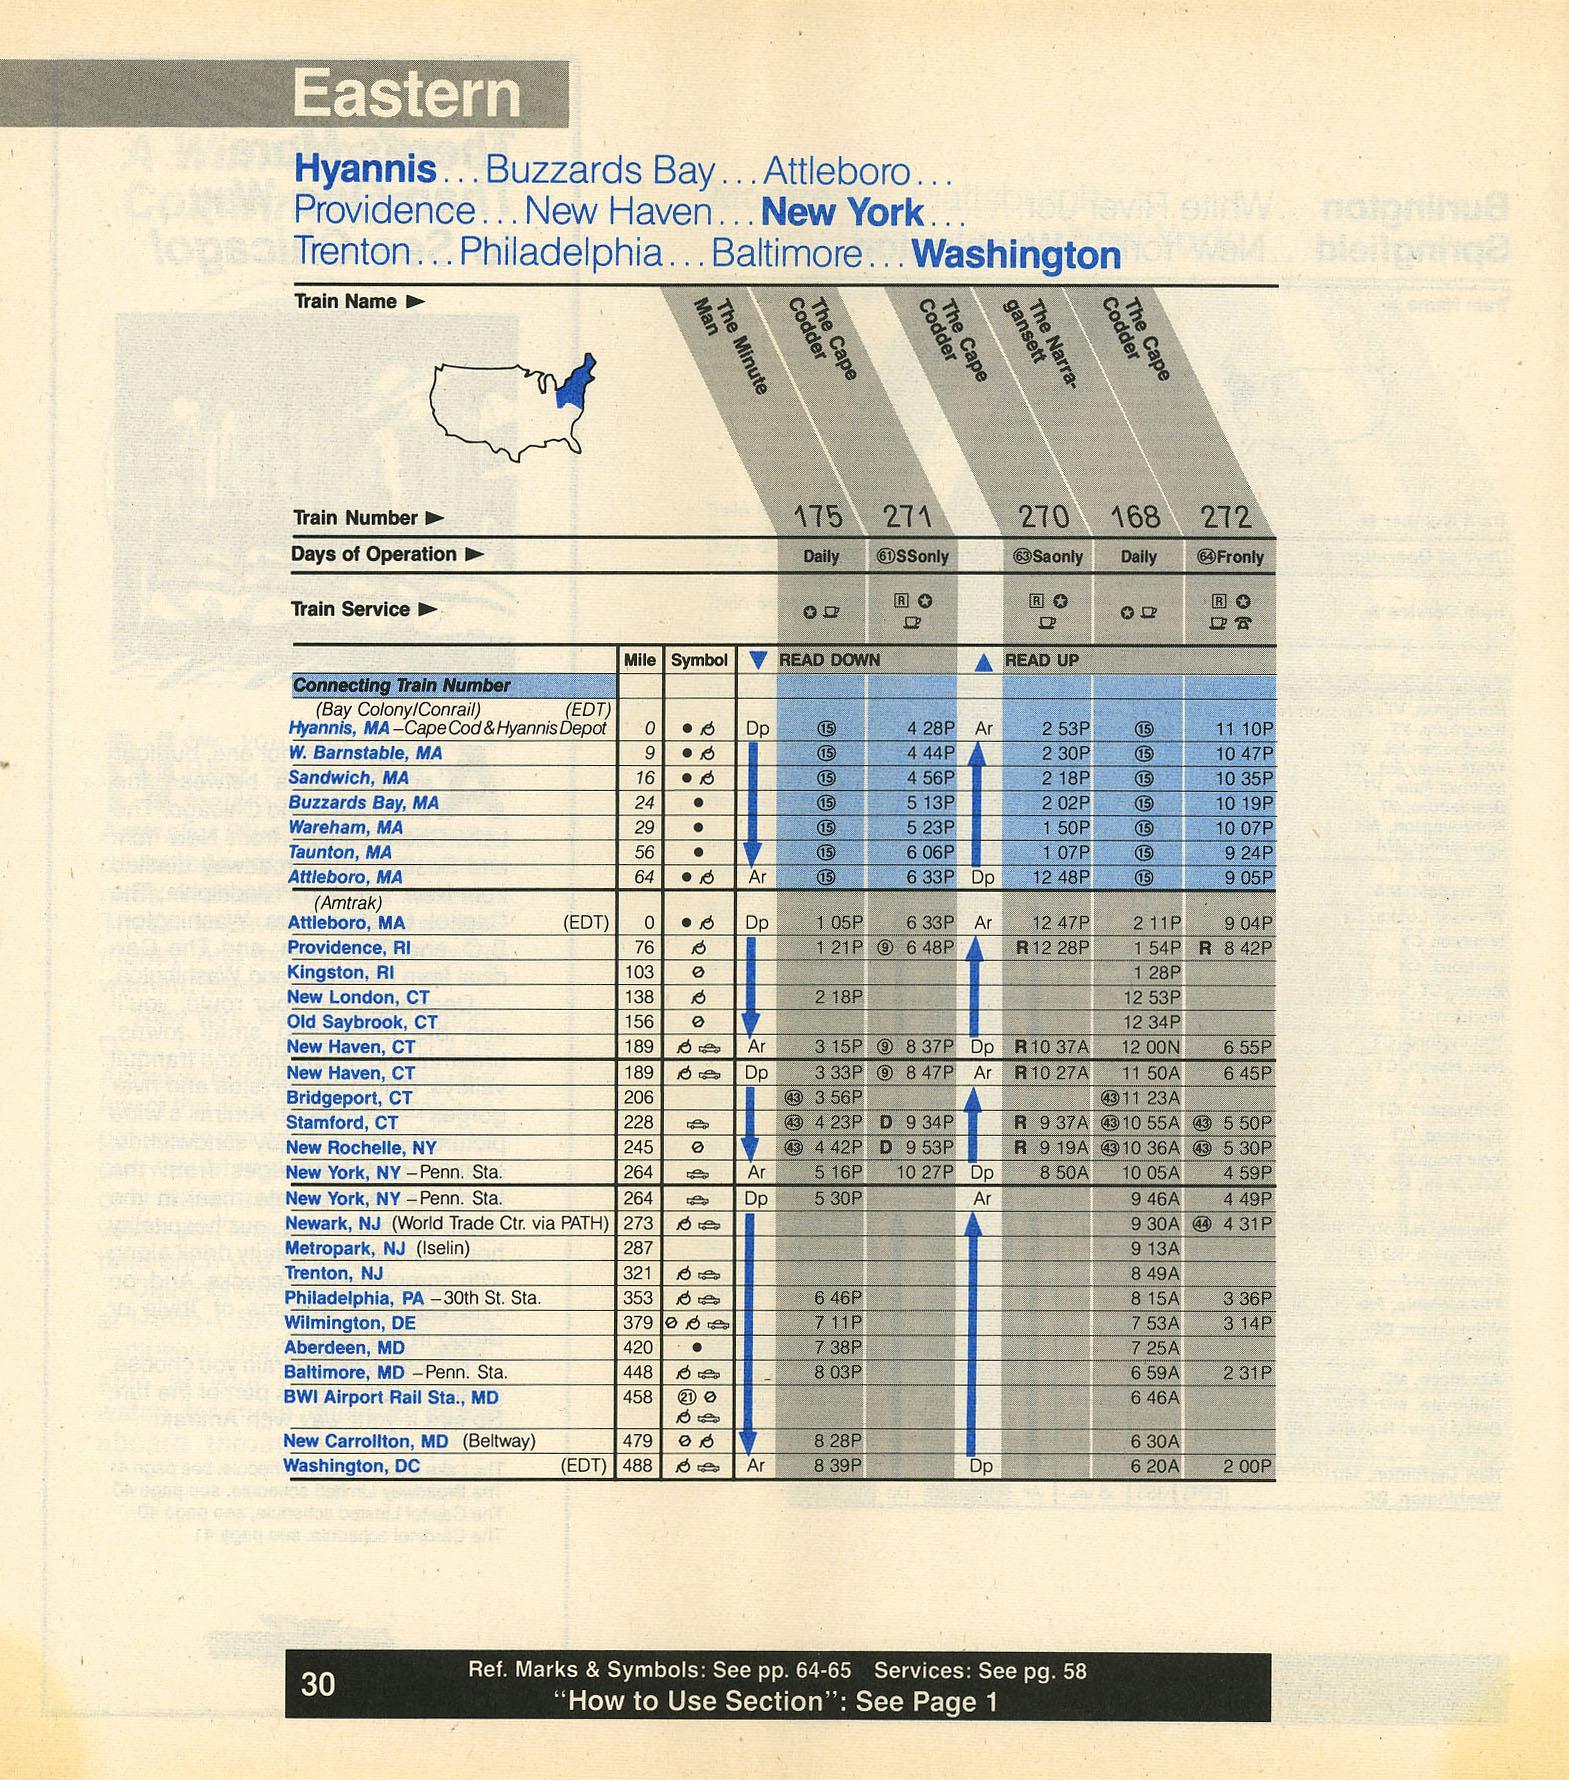 Eastern
Hyannis...Buzzards Bay...Attleboro...
Providence...New Haven...New York...
Trenton...Philadelphia...Baltimore...Washington
Train Name ► The Minute Man The Cape Codder The Cape Codder The Narra-gansett The Cape Codder
Train Number ► 175 271 270 168 272
Days of Operation ► Daily 61 SSonly 63 Saonly Daily 64 Fronly
Train Service ► R R R
Mile Symbol ▼ READ DOWN ▲ READ UP
Connecting Train Number
(Bay Colony/Conrail) (EDT)
Hyannis, MA –Cape Cod & Hyannis Depot 0 ● Dp 15 4 28P Ar 2 53P 15 11 10P
W. Barnstable, MA 9 ● 15 4 44P 2 30P 15 10 47P
Sandwich, MA 16 ● 15 4 56P 2 18P 15 10 35P
Buzzards Bay, MA 24 ● 15 5 13P 2 02P 15 10 19P
Wareham, MA 29 ● 15 5 23P 1 50P 15 10 07P
Taunton, MA 56 ● 15 6 06P 1 07P 15 9 24P
Attleboro, MA 64 ● Ar 15 6 33P Dp 12 48P 15 9 05P
(Amtrak)
Attleboro, MA (EDT) 0 ● Dp 1 05P 6 33P Ar 12 47P 2 11P 9 04P
Providence, RI 76 1 21P 9 6 48P R 12 28P 1 54P R 8 42P
Kingston, RI 103 1 28P
New London, CT 138 2 18P 12 53P
Old Saybrook, CT 156 12 34P
New Haven, CT 189 Ar 3 15P 9 8 37P Dp R 10 37A 12 00N 6 55P
New Haven, CT 189 Dp 3 33P 9 8 47P Ar R 10 27A 11 50A 6 45P
Bridgeport, CT 206 43 3 56P 43 11 23A
Stamford, CT 228 43 4 23P D 9 34P R 9 37A 43 10 55A 43 5 50P
New Rochelle, NY 245 43 4 42P D 9 53P R 9 19A 43 10 36A 43 5 30P
New York, NY –Penn. Sta. 264 Ar 5 16P 10 27P Dp 8 50A 10 05A 4 59P
New York, NY –Penn. Sta. 264 Dp 5 30P Ar 9 46A 4 49P
Newark, NJ (World Trade Ctr. via PATH) 273 9 30A 44 4 31P
Metropark, NJ (Iselin) 287 9 13A
Trenton, NJ 321 8 49A
Philadelphia, PA –30th St. Sta. 353 6 46P 8 15A 3 36P
Wilmington, DE 379 7 11P 7 53A 3 14P
Aberdeen, MD 420 ● 7 38P 7 25A
Baltimore, MD –Penn. Sta. 448 8 03P 6 59A 2 31P
BWI Airport Rail Sta., MD 458 21 6 46A
New Carrollton, MD (Beltway) 479 8 28P 6 30A
Washington, DC (EDT) 488 Ar 8 39P Dp 6 20A 2 00P
30
Ref. Marks & Symbols: See pp. 64-65 Services: See pg. 58
"How to Use Section": See Page 1